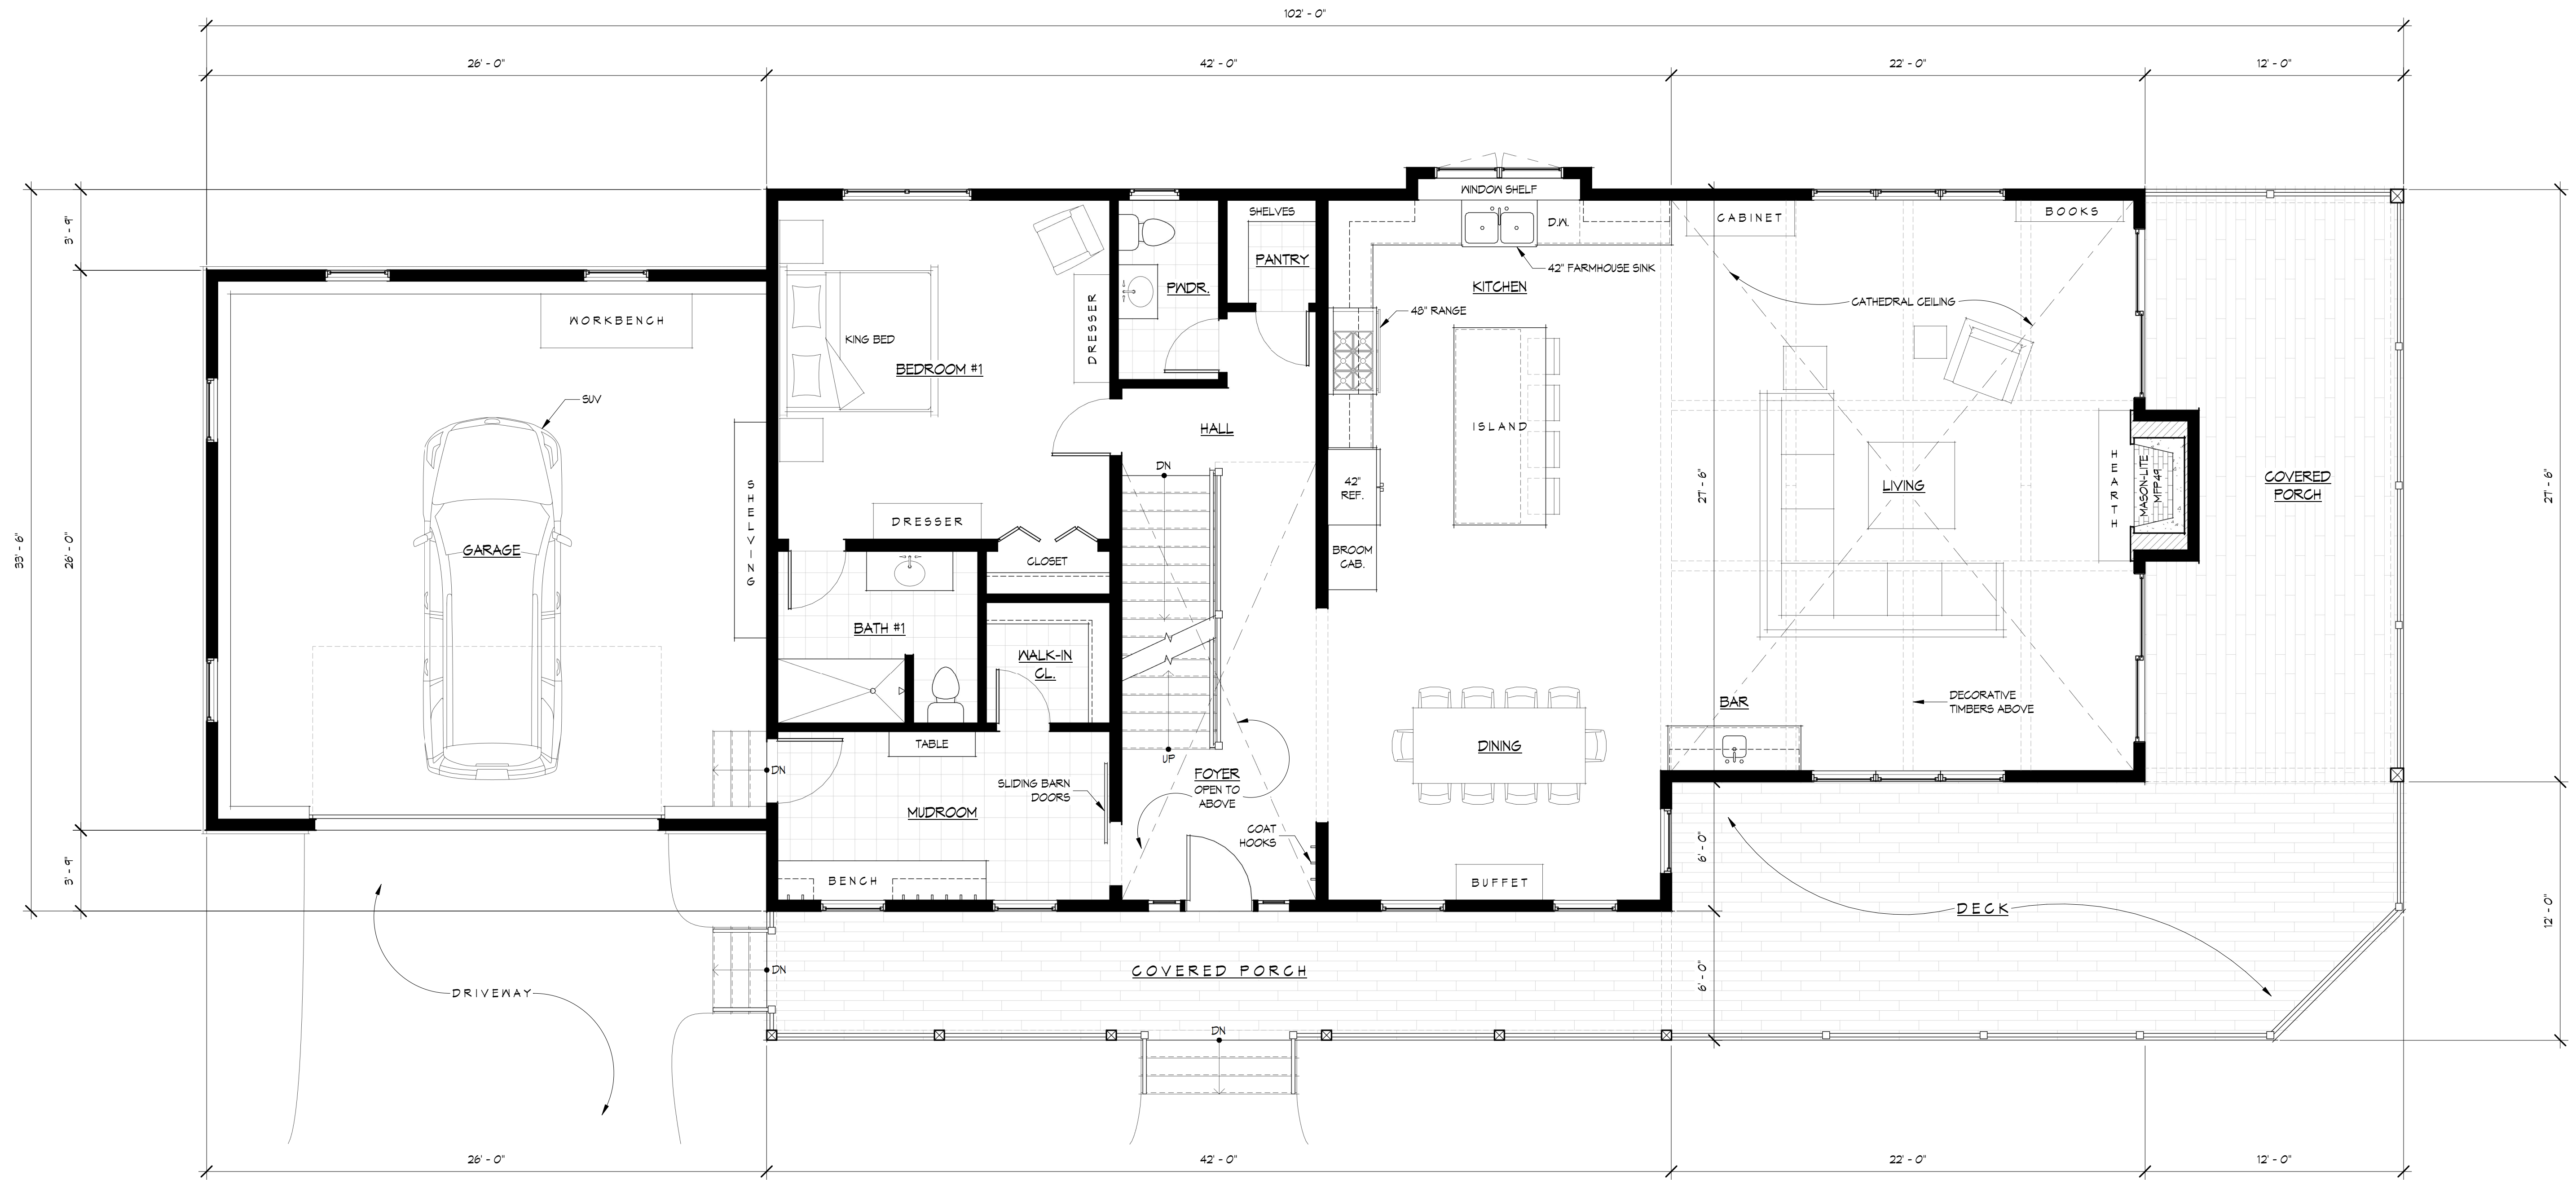 102' - 0"
26' - 0"
42' - 0"
22' - 0"
12' - 0"
WINDOW SHELF
SHELVES
D.W.
CABINET
BOOKS
3' - 9"
PANTRY
42" FARMHOUSE SINK
PWDR.
KITCHEN
CATHEDRAL CEILING
48" RANGE
WORKBENCH
DRESSER
KING BED
BEDROOM #1
SUV
HALL
ISLAND
DN
42"
REF.
LIVING
HEARTH
MASON-LITE
MFP49
COVERED
PORCH
27' - 6"
27' - 6"
SHELVING
DRESSER
GARAGE
33' - 6"
26' - 0"
CLOSET
BROOM
CAB.
BATH #1
WALK-IN
CL.
BAR
DECORATIVE
TIMBERS ABOVE
TABLE
DINING
UP
DN
FOYER
OPEN TO
ABOVE
SLIDING BARN
DOORS
MUDROOM
COAT
HOOKS
6' - 0"
3' - 9"
BENCH
BUFFET
DECK
12' - 0"
DN
COVERED PORCH
6' - 0"
DRIVEWAY
DN
26' - 0"
42' - 0"
22' - 0"
12' - 0"